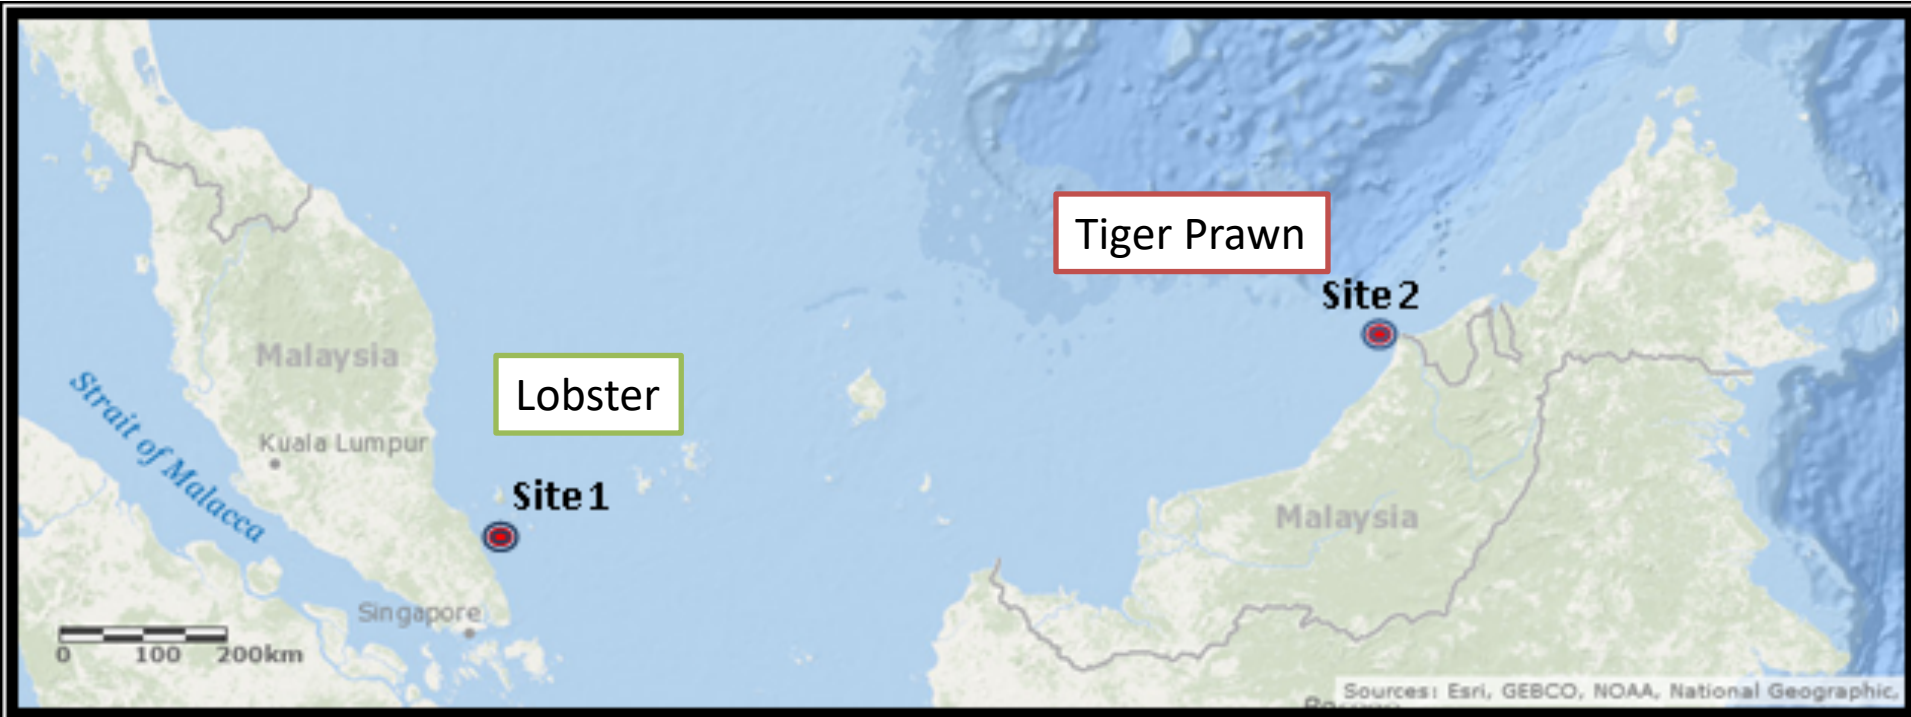 Tiger Prawn
Site 2
Malaysia
Lobster
Strait of Malacca
Kuala Lumpur
Site 1
Malaysia
Singapore
0 100 200km
Sources: Esri, GEBCO, NOAA, National Geographic,